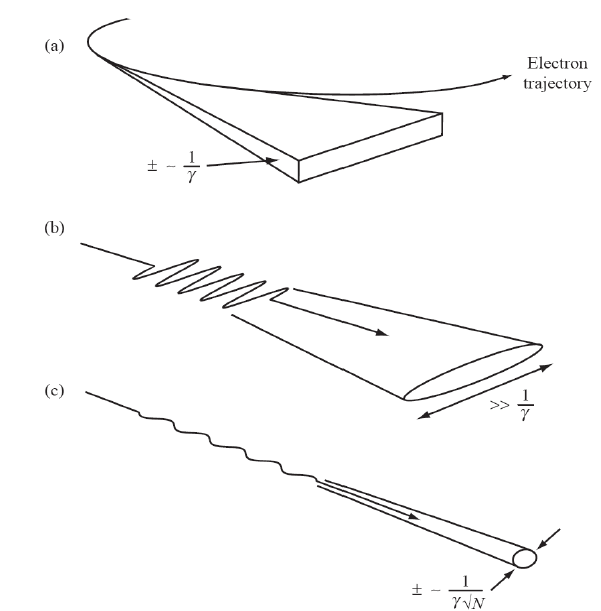 (a)
Electron
trajectory
± - 1/γ
(b)
>> 1/γ
(c)
± - 1/γ√N